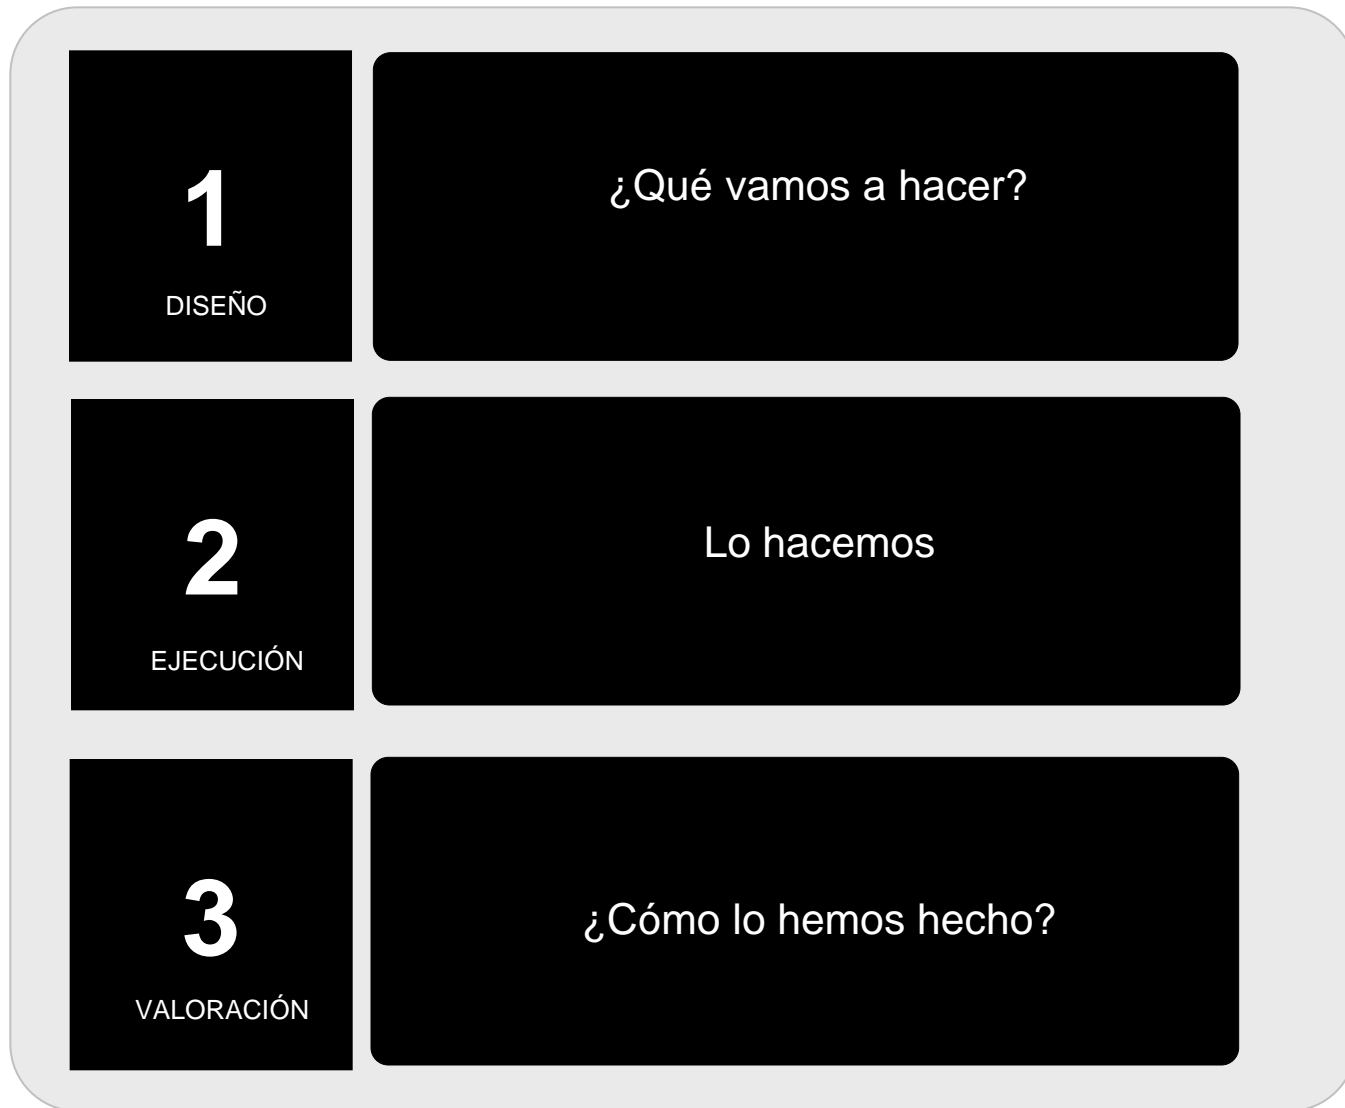 1
DISEÑO
¿Qué vamos a hacer?
2
EJECUCIÓN
Lo hacemos
3
VALORACIÓN
¿Cómo lo hemos hecho?